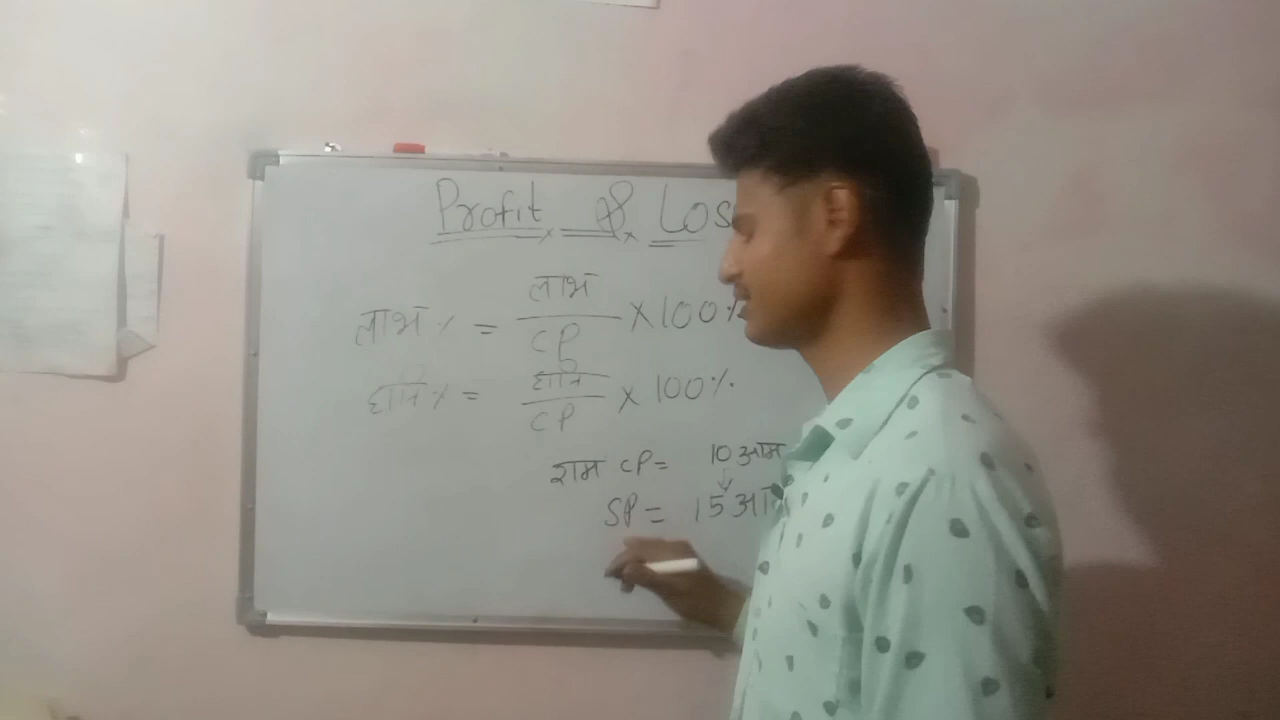 Profit & Loss
लाभ% = लाभ/CP × 100%
हानि% = हानि/CP × 100%
राम CP = 10 आम
SP = 15 आम